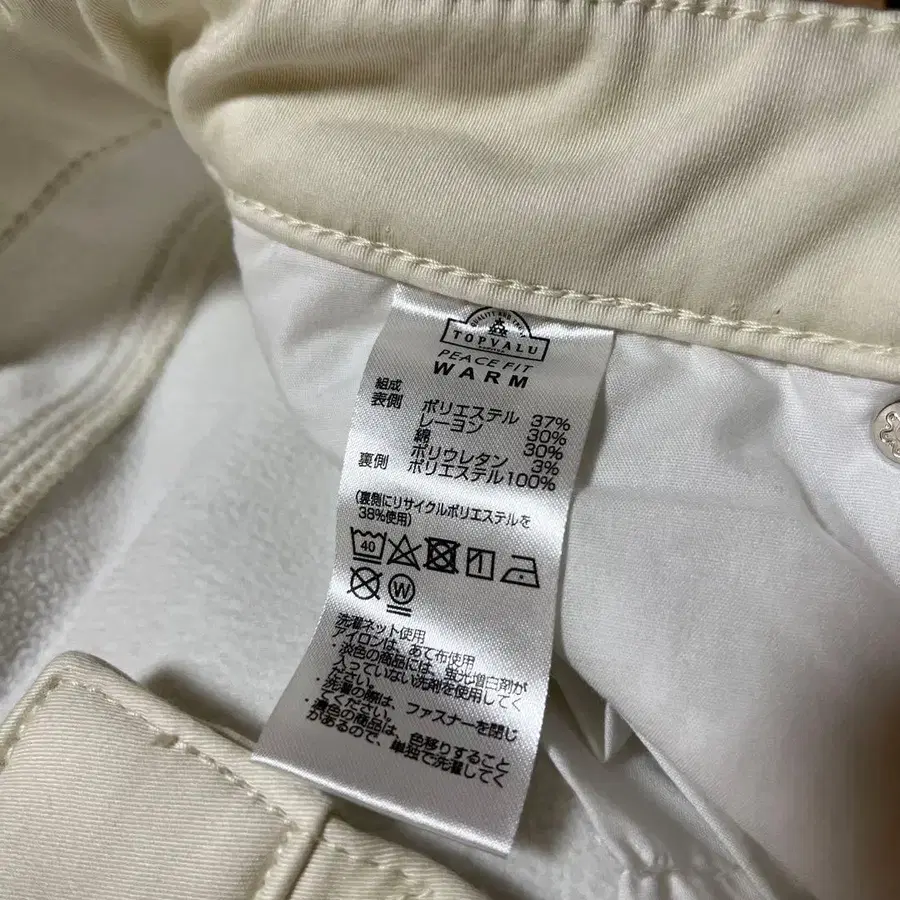 TOPVALU
PEACE FIT
WARM
組成
表側 ポリエステル 37%
レーヨン 30%
綿 30%
ポリウレタン 3%
裏側 ポリエステル100%
(裏側にリサイクルポリエステルを
38%使用)
40
W
洗濯ネット使用
アイロンは、あて布使用
・淡色の商品には、蛍光増白剤が
入っていない洗剤を使用してく
ださい。
・洗濯の際は、ファスナーを閉じ
てください。
・濃色の商品は、色移りすること
があるので、単独で洗濯してく